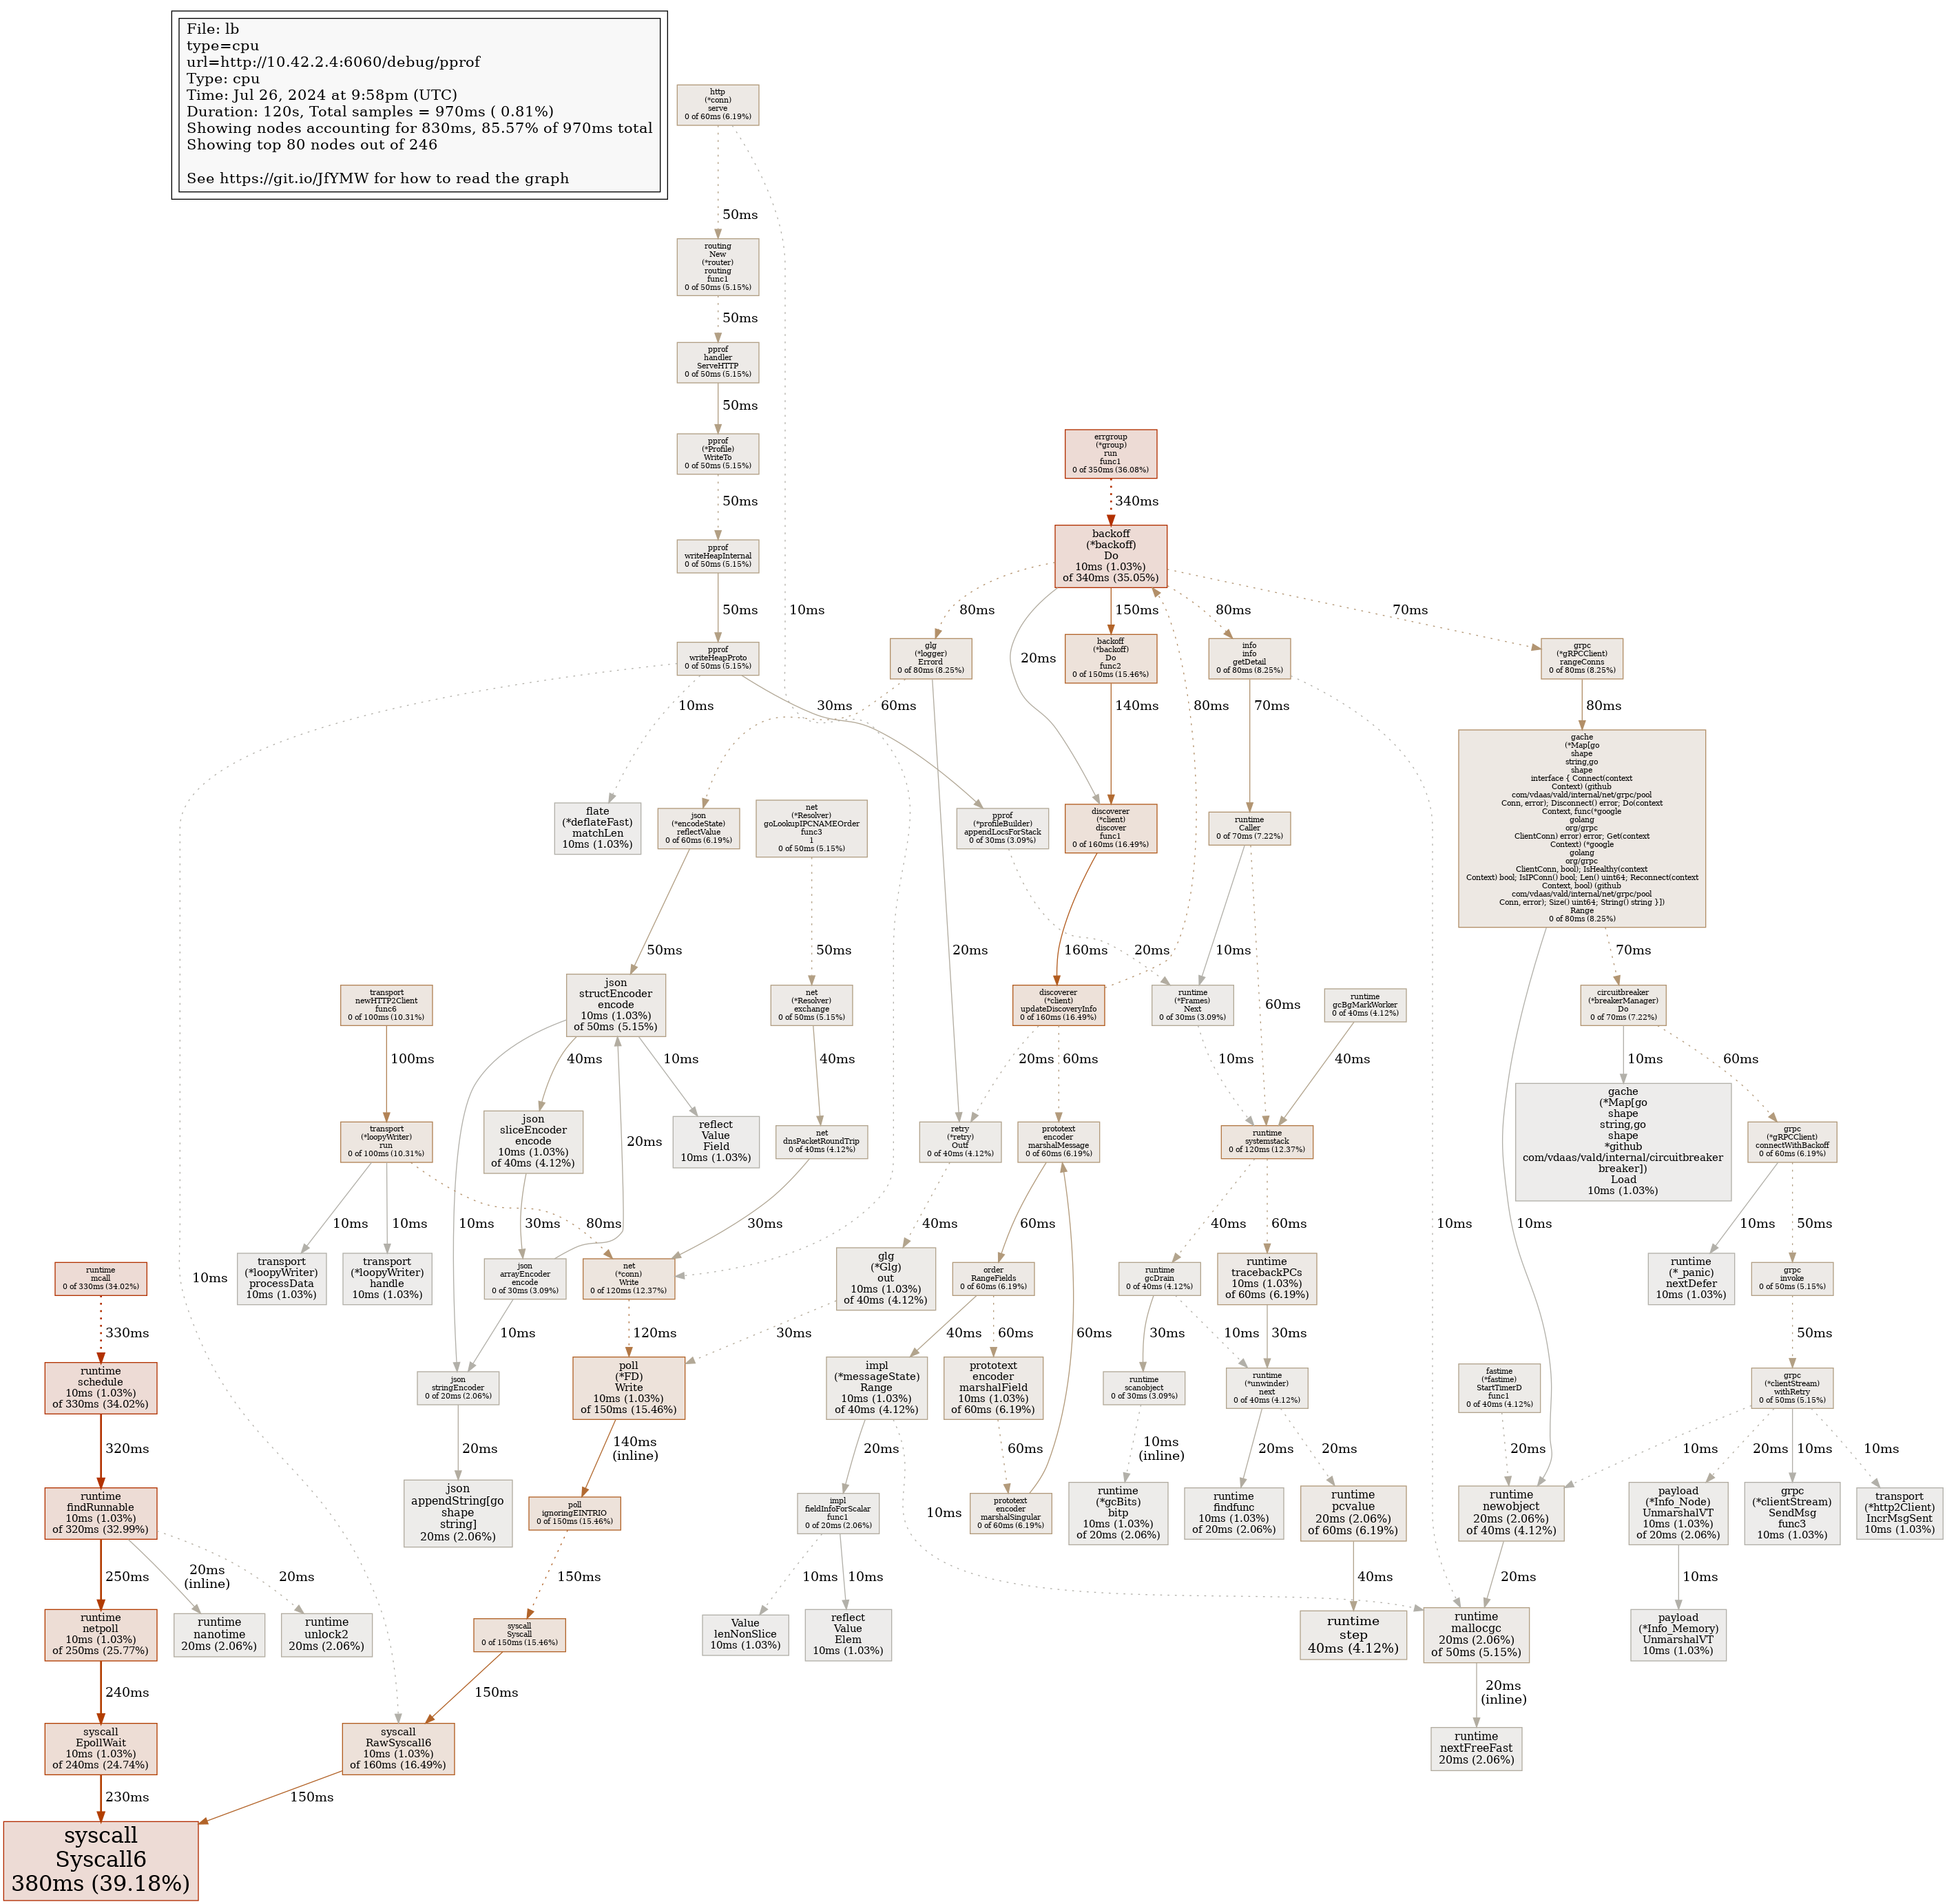 File: lb
type=cpu
url=http://10.42.2.4:6060/debug/pprof
Type: cpu
Time: Jul 26, 2024 at 9:58pm (UTC)
Duration: 120s, Total samples = 970ms ( 0.81%)
Showing nodes accounting for 830ms, 85.57% of 970ms total
Showing top 80 nodes out of 246
See https://git.io/JfYMW for how to read the graph
http
(*conn)
serve
0 of 60ms (6.19%)
50ms
10ms
routing
New
(*router)
routing
func1
0 of 50ms (5.15%)
50ms
pprof
handler
ServeHTTP
0 of 50ms (5.15%)
50ms
pprof
(*Profile)
WriteTo
0 of 50ms (5.15%)
50ms
pprof
writeHeapInternal
0 of 50ms (5.15%)
50ms
pprof
writeHeapProto
0 of 50ms (5.15%)
10ms
10ms
30ms
errgroup
(*group)
run
func1
0 of 350ms (36.08%)
340ms
backoff
(*backoff)
Do
10ms (1.03%)
of 340ms (35.05%)
80ms
20ms
150ms
80ms
70ms
glg
(*logger)
Errord
0 of 80ms (8.25%)
60ms
20ms
backoff
(*backoff)
Do
func2
0 of 150ms (15.46%)
140ms
80ms
info
info
getDetail
0 of 80ms (8.25%)
70ms
10ms
grpc
(*gRPCClient)
rangeConns
0 of 80ms (8.25%)
80ms
flate
(*deflateFast)
matchLen
10ms (1.03%)
json
(*encodeState)
reflectValue
0 of 60ms (6.19%)
50ms
net
(*Resolver)
goLookupIPCNAMEOrder
func3
1
0 of 50ms (5.15%)
50ms
pprof
(*profileBuilder)
appendLocsForStack
0 of 30ms (3.09%)
20ms
discoverer
(*client)
discover
func1
0 of 160ms (16.49%)
160ms
runtime
Caller
0 of 70ms (7.22%)
10ms
60ms
gache
(*Map[go
shape
string,go
shape
interface { Connect(context
Context) (github
com/vdaas/vald/internal/net/grpc/pool
Conn, error); Disconnect() error; Do(context
Context, func(*google
golang
org/grpc
ClientConn) error) error; Get(context
Context) (*google
golang
org/grpc
ClientConn, bool); IsHealthy(context
Context) bool; IsIPConn() bool; Len() uint64; Reconnect(context
Context, bool) (github
com/vdaas/vald/internal/net/grpc/pool
Conn, error); Size() uint64; String() string }])
Range
0 of 80ms (8.25%)
10ms
70ms
transport
newHTTP2Client
func6
0 of 100ms (10.31%)
100ms
json
structEncoder
encode
10ms (1.03%)
of 50ms (5.15%)
10ms
40ms
20ms
10ms
net
(*Resolver)
exchange
0 of 50ms (5.15%)
40ms
discoverer
(*client)
updateDiscoveryInfo
0 of 160ms (16.49%)
20ms
60ms
runtime
(*Frames)
Next
0 of 30ms (3.09%)
10ms
runtime
gcBgMarkWorker
0 of 40ms (4.12%)
40ms
circuitbreaker
(*breakerManager)
Do
0 of 70ms (7.22%)
10ms
60ms
transport
(*loopyWriter)
run
0 of 100ms (10.31%)
10ms
10ms
80ms
json
sliceEncoder
encode
10ms (1.03%)
of 40ms (4.12%)
30ms
reflect
Value
Field
10ms (1.03%)
net
dnsPacketRoundTrip
0 of 40ms (4.12%)
30ms
retry
(*retry)
Outf
0 of 40ms (4.12%)
40ms
prototext
encoder
marshalMessage
0 of 60ms (6.19%)
60ms
60ms
runtime
systemstack
0 of 120ms (12.37%)
40ms
60ms
gache
(*Map[go
shape
string,go
shape
*github
com/vdaas/vald/internal/circuitbreaker
breaker])
Load
10ms (1.03%)
grpc
(*gRPCClient)
connectWithBackoff
0 of 60ms (6.19%)
10ms
50ms
runtime
mcall
0 of 330ms (34.02%)
330ms
transport
(*loopyWriter)
processData
10ms (1.03%)
transport
(*loopyWriter)
handle
10ms (1.03%)
json
arrayEncoder
encode
0 of 30ms (3.09%)
10ms
net
(*conn)
Write
0 of 120ms (12.37%)
120ms
glg
(*Glg)
out
10ms (1.03%)
of 40ms (4.12%)
30ms
order
RangeFields
0 of 60ms (6.19%)
40ms
60ms
runtime
gcDrain
0 of 40ms (4.12%)
30ms
10ms
runtime
tracebackPCs
10ms (1.03%)
of 60ms (6.19%)
30ms
runtime
(*_panic)
nextDefer
10ms (1.03%)
grpc
invoke
0 of 50ms (5.15%)
50ms
runtime
schedule
10ms (1.03%)
of 330ms (34.02%)
320ms
json
stringEncoder
0 of 20ms (2.06%)
20ms
poll
(*FD)
Write
10ms (1.03%)
of 150ms (15.46%)
140ms
(inline)
impl
(*messageState)
Range
10ms (1.03%)
of 40ms (4.12%)
20ms
10ms
prototext
encoder
marshalField
10ms (1.03%)
of 60ms (6.19%)
60ms
runtime
scanobject
0 of 30ms (3.09%)
10ms
(inline)
runtime
(*unwinder)
next
0 of 40ms (4.12%)
20ms
20ms
fastime
(*fastime)
StartTimerD
func1
0 of 40ms (4.12%)
20ms
grpc
(*clientStream)
withRetry
0 of 50ms (5.15%)
10ms
20ms
10ms
10ms
runtime
findRunnable
10ms (1.03%)
of 320ms (32.99%)
250ms
20ms
(inline)
20ms
json
appendString[go
shape
string]
20ms (2.06%)
poll
ignoringEINTRIO
0 of 150ms (15.46%)
150ms
impl
fieldInfoForScalar
func1
0 of 20ms (2.06%)
10ms
10ms
prototext
encoder
marshalSingular
0 of 60ms (6.19%)
runtime
(*gcBits)
bitp
10ms (1.03%)
of 20ms (2.06%)
runtime
findfunc
10ms (1.03%)
of 20ms (2.06%)
runtime
pcvalue
20ms (2.06%)
of 60ms (6.19%)
40ms
runtime
newobject
20ms (2.06%)
of 40ms (4.12%)
20ms
payload
(*Info_Node)
UnmarshalVT
10ms (1.03%)
of 20ms (2.06%)
10ms
grpc
(*clientStream)
SendMsg
func3
10ms (1.03%)
transport
(*http2Client)
IncrMsgSent
10ms (1.03%)
runtime
netpoll
10ms (1.03%)
of 250ms (25.77%)
240ms
runtime
nanotime
20ms (2.06%)
runtime
unlock2
20ms (2.06%)
syscall
Syscall
0 of 150ms (15.46%)
150ms
Value
lenNonSlice
10ms (1.03%)
reflect
Value
Elem
10ms (1.03%)
runtime
step
40ms (4.12%)
runtime
mallocgc
20ms (2.06%)
of 50ms (5.15%)
20ms
(inline)
payload
(*Info_Memory)
UnmarshalVT
10ms (1.03%)
syscall
EpollWait
10ms (1.03%)
of 240ms (24.74%)
230ms
syscall
RawSyscall6
10ms (1.03%)
of 160ms (16.49%)
150ms
runtime
nextFreeFast
20ms (2.06%)
syscall
Syscall6
380ms (39.18%)